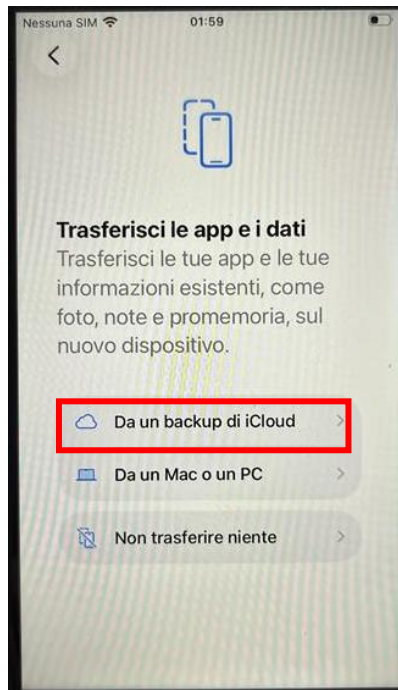 Nessuna SIM 01:59
Trasferisci le app e i dati
Trasferisci le tue app e le tue
informazioni esistenti, come
foto, note e promemoria, sul
nuovo dispositivo.
Da un backup di iCloud
Da un Mac o un PC
Non trasferire niente